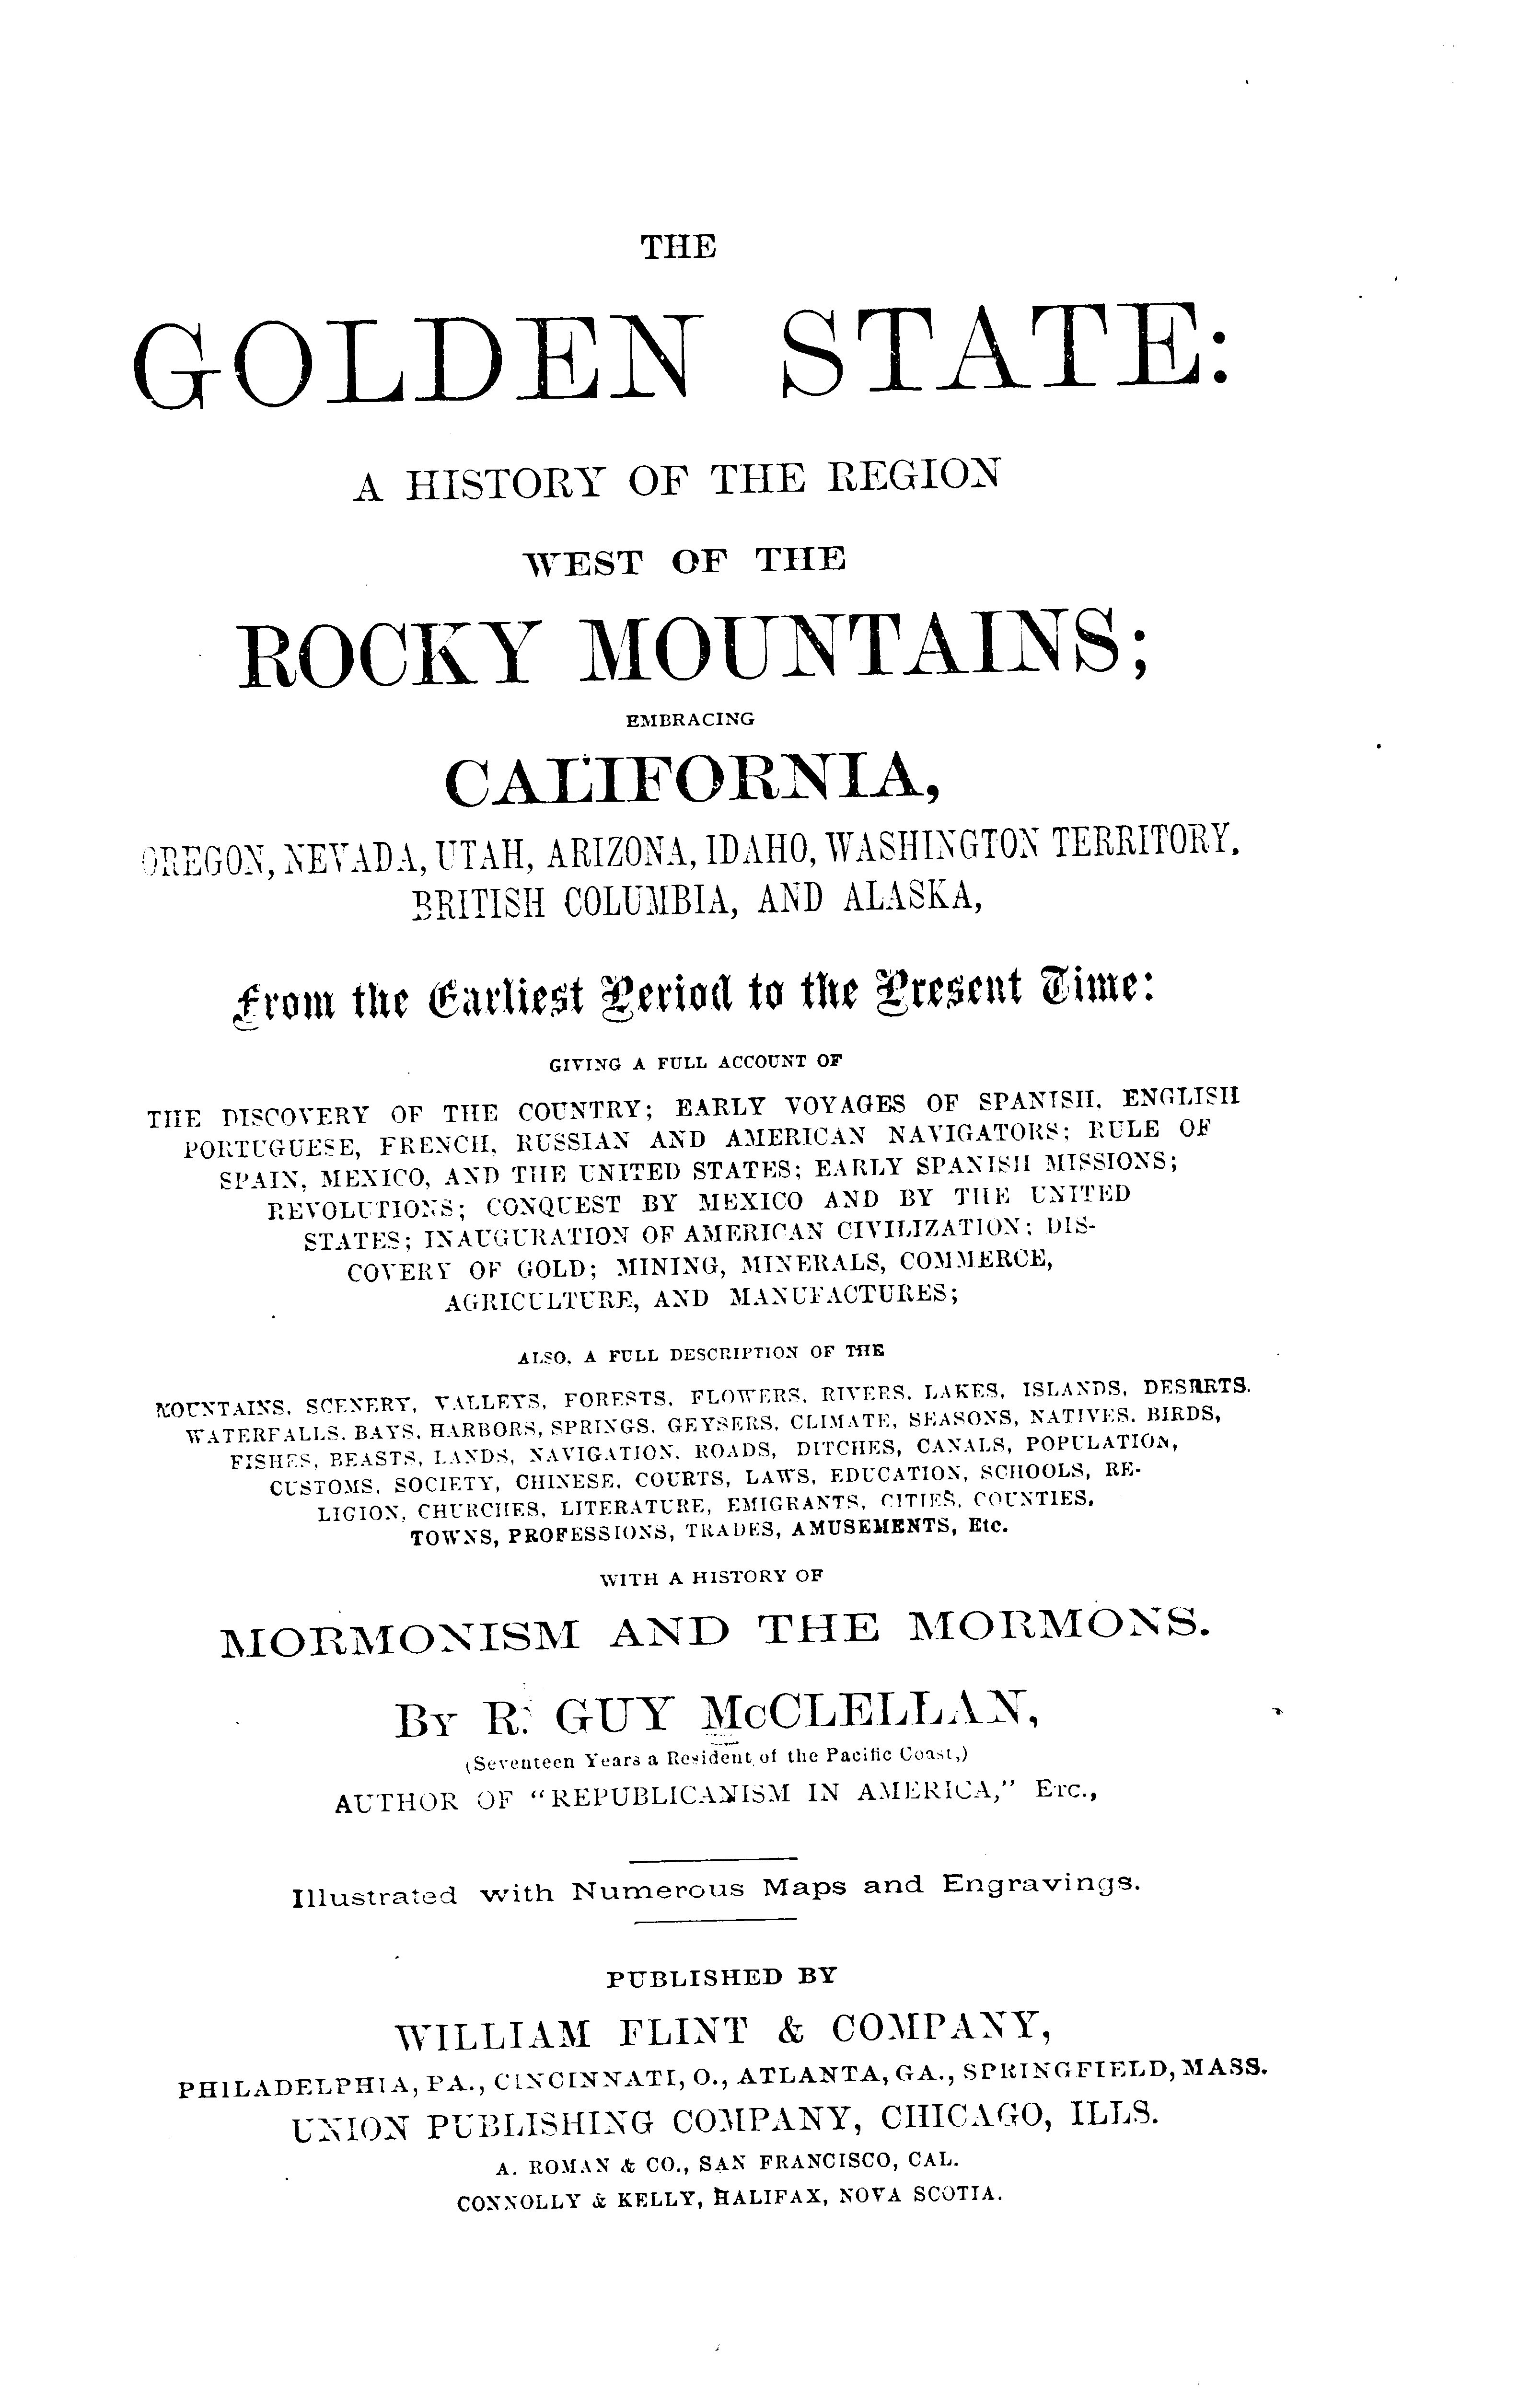 THE
GOLDEN STATE:
A HISTORY OF THE REGION
WEST OF THE
ROCKY MOUNTAINS;
EMBRACING
CALIFORNIA,
OREGON, NEVADA, UTAH, ARIZONA, IDAHO, WASHINGTON TERRITORY,
BRITISH COLUMBIA, AND ALASKA,
From the Earliest Period to the Present Time:
GIVING A FULL ACCOUNT OF
THE DISCOVERY OF THE COUNTRY; EARLY VOYAGES OF SPANISH, ENGLISH
PORTUGUESE, FRENCH, RUSSIAN AND AMERICAN NAVIGATORS; RULE OF
SPAIN, MEXICO, AND THE UNITED STATES; EARLY SPANISH MISSIONS;
REVOLUTIONS; CONQUEST BY MEXICO AND BY THE UNITED
STATES; INAUGURATION OF AMERICAN CIVILIZATION; DIS-
COVERY OF GOLD; MINING, MINERALS, COMMERCE,
AGRICULTURE, AND MANUFACTURES;
ALSO, A FULL DESCRIPTION OF THE
MOUNTAINS, SCENERY, VALLEYS, FORESTS, FLOWERS, RIVERS, LAKES, ISLANDS, DESERTS,
WATERFALLS, BAYS, HARBORS, SPRINGS, GEYSERS, CLIMATE, SEASONS, NATIVES, BIRDS,
FISHES, BEASTS, LANDS, NAVIGATION, ROADS, DITCHES, CANALS, POPULATION,
CUSTOMS, SOCIETY, CHINESE, COURTS, LAWS, EDUCATION, SCHOOLS, RE-
LIGION, CHURCHES, LITERATURE, EMIGRANTS, CITIES, COUNTIES,
TOWNS, PROFESSIONS, TRADES, AMUSEMENTS, Etc.
WITH A HISTORY OF
MORMONISM AND THE MORMONS.
BY R. GUY McCLELLAN,
(Seventeen Years a Resident of the Pacific Coast,)
AUTHOR OF "REPUBLICANISM IN AMERICA," ETC.,
Illustrated with Numerous Maps and Engravings.
PUBLISHED BY
WILLIAM FLINT & COMPANY,
PHILADELPHIA, PA., CINCINNATI, O., ATLANTA, GA., SPRINGFIELD, MASS.
UNION PUBLISHING COMPANY, CHICAGO, ILLS.
A. ROMAN & CO., SAN FRANCISCO, CAL.
CONNOLLY & KELLY, HALIFAX, NOVA SCOTIA.